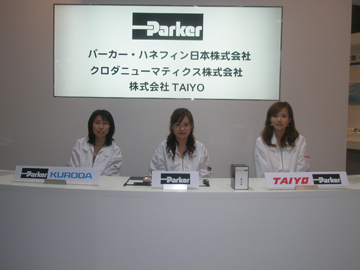 Parker
パーカー・ハネフィン日本株式会社
クロダニューマティクス株式会社
株式会社 TAIYO
Parker KURODA
Parker
TAIYO Parker